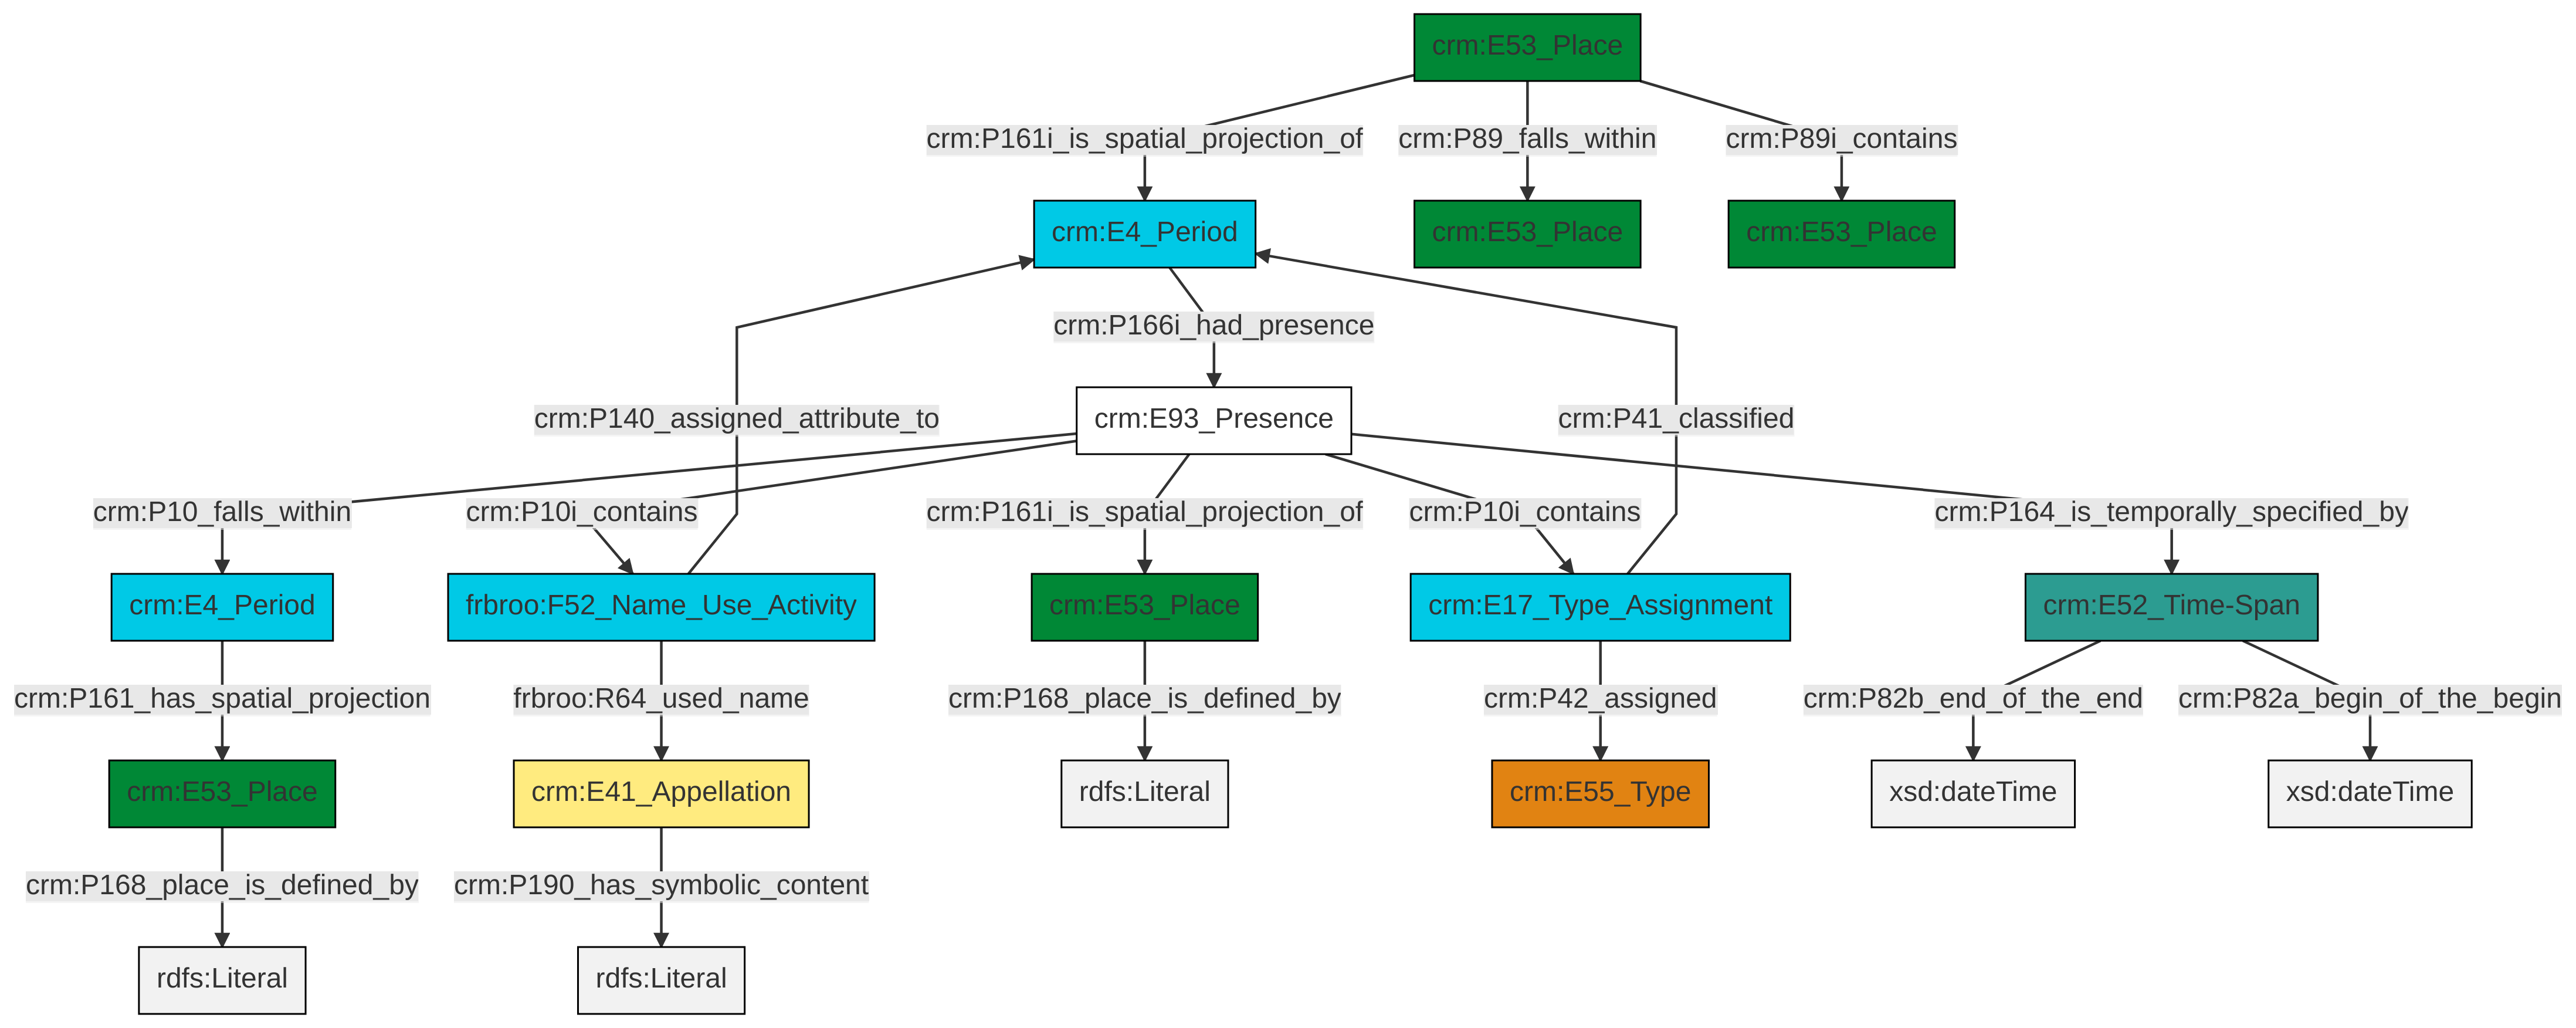 crm:E53_Place
crm:P161i_is_spatial_projection_of
crm:P89_falls_within
crm:P89i_contains
crm:E4_Period
crm:E53_Place
crm:E53_Place
crm:P166i_had_presence
crm:P140_assigned_attribute_to
crm:E93_Presence
crm:P41_classified
crm:P10_falls_within
crm:P10i_contains
crm:P161i_is_spatial_projection_of
crm:P10i_contains
crm:P164_is_temporally_specified_by
crm:E4_Period
frbroo:F52_Name_Use_Activity
crm:E53_Place
crm:E17_Type_Assignment
crm:E52_Time-Span
crm:P161_has_spatial_projection
frbroo:R64_used_name
crm:P168_place_is_defined_by
crm:P42_assigned
crm:P82b_end_of_the_end
crm:P82a_begin_of_the_begin
crm:E53_Place
crm:E41_Appellation
rdfs:Literal
crm:E55_Type
xsd:dateTime
xsd:dateTime
crm:P168_place_is_defined_by
crm:P190_has_symbolic_content
rdfs:Literal
rdfs:Literal